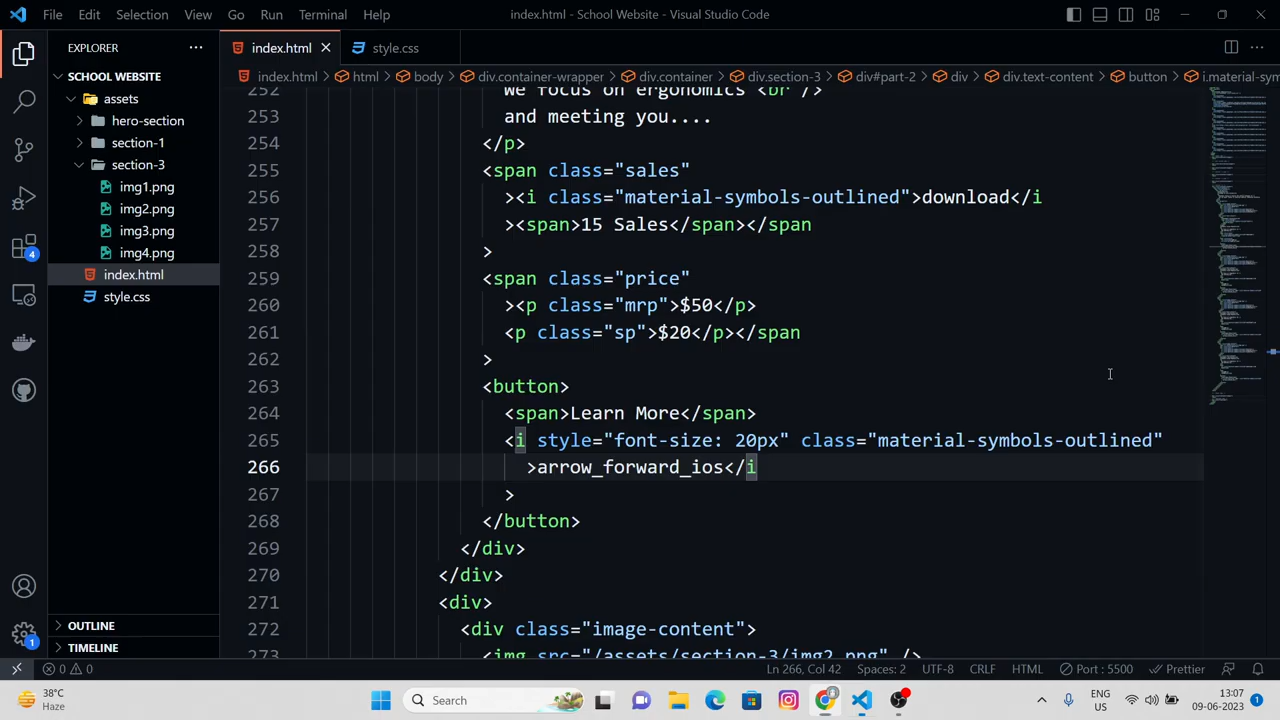 File Edit Selection View Go Run Terminal Help index.html - School Website - Visual Studio Code
EXPLORER ... index.html style.css
SCHOOL WEBSITE index.html > html > body > div.container-wrapper > div.container > div.section-3 > div#part-2 > div > div.text-content > button > i.material-sym
assets
hero-section
section-1
section-3
img1.png
img2.png
img3.png
img4.png
index.html
style.css
OUTLINE
TIMELINE
4
1
252 We focus on ergonomics <br />
253 and meeting you....
254 </p>
255 <span class="sales"
256 ><i class="material-symbols-outlined">download</i
257 ><span>15 Sales</span></span
258 >
259 <span class="price"
260 ><p class="mrp">$50</p>
261 <p class="sp">$20</p></span
262 >
263 <button>
264 <span>Learn More</span>
265 <i style="font-size: 20px" class="material-symbols-outlined"
266 >arrow_forward_ios</i
267 >
268 </button>
269 </div>
270 </div>
271 <div>
272 <div class="image-content">
273 <img src="/assets/section-3/img2.png" />
0 0 Ln 266, Col 42 Spaces: 2 UTF-8 CRLF HTML Port : 5500 Prettier
38°C
Haze
Search
ENG
US
13:07
09-06-2023
1